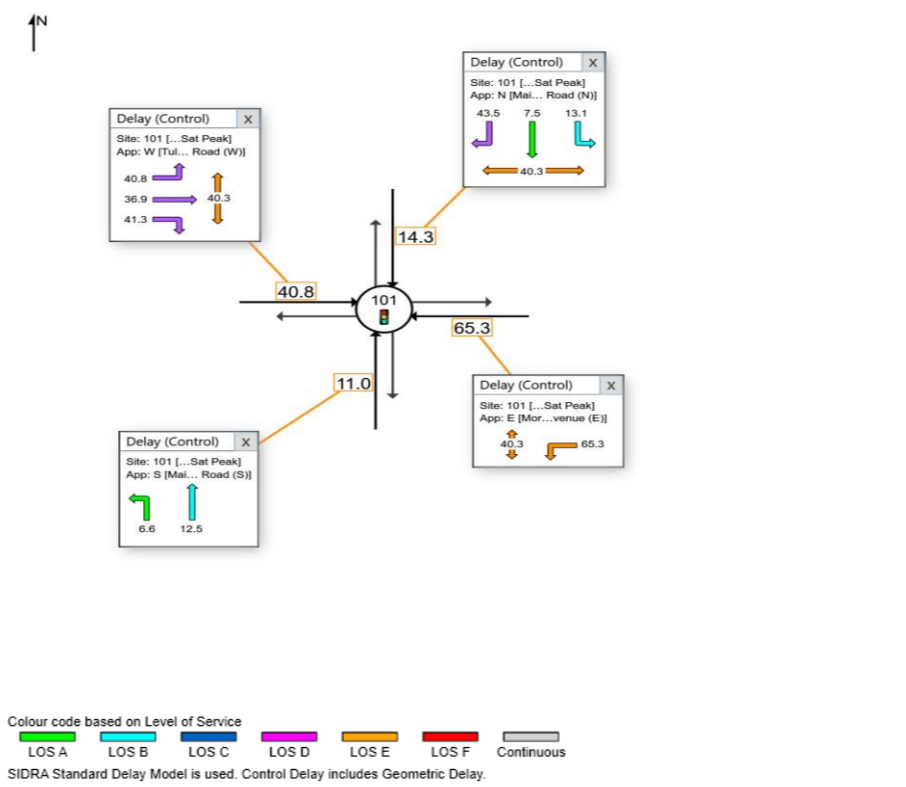 N
Delay (Control) X
Site: 101 [...Sat Peak]
App: N [Mai... Road (N)]
43.5 7.5 13.1
40.3
Delay (Control) X
Site: 101 [...Sat Peak]
App: W [Tul... Road (W)]
40.8
36.9 40.3
41.3
14.3
40.8
101
65.3
11.0
Delay (Control) X
Site: 101 [...Sat Peak]
App: E [Mor...venue (E)]
40.3 65.3
Delay (Control) X
Site: 101 [...Sat Peak]
App: S [Mai... Road (S)]
6.6 12.5
Colour code based on Level of Service
LOS A LOS B LOS C LOS D LOS E LOS F Continuous
SIDRA Standard Delay Model is used. Control Delay includes Geometric Delay.